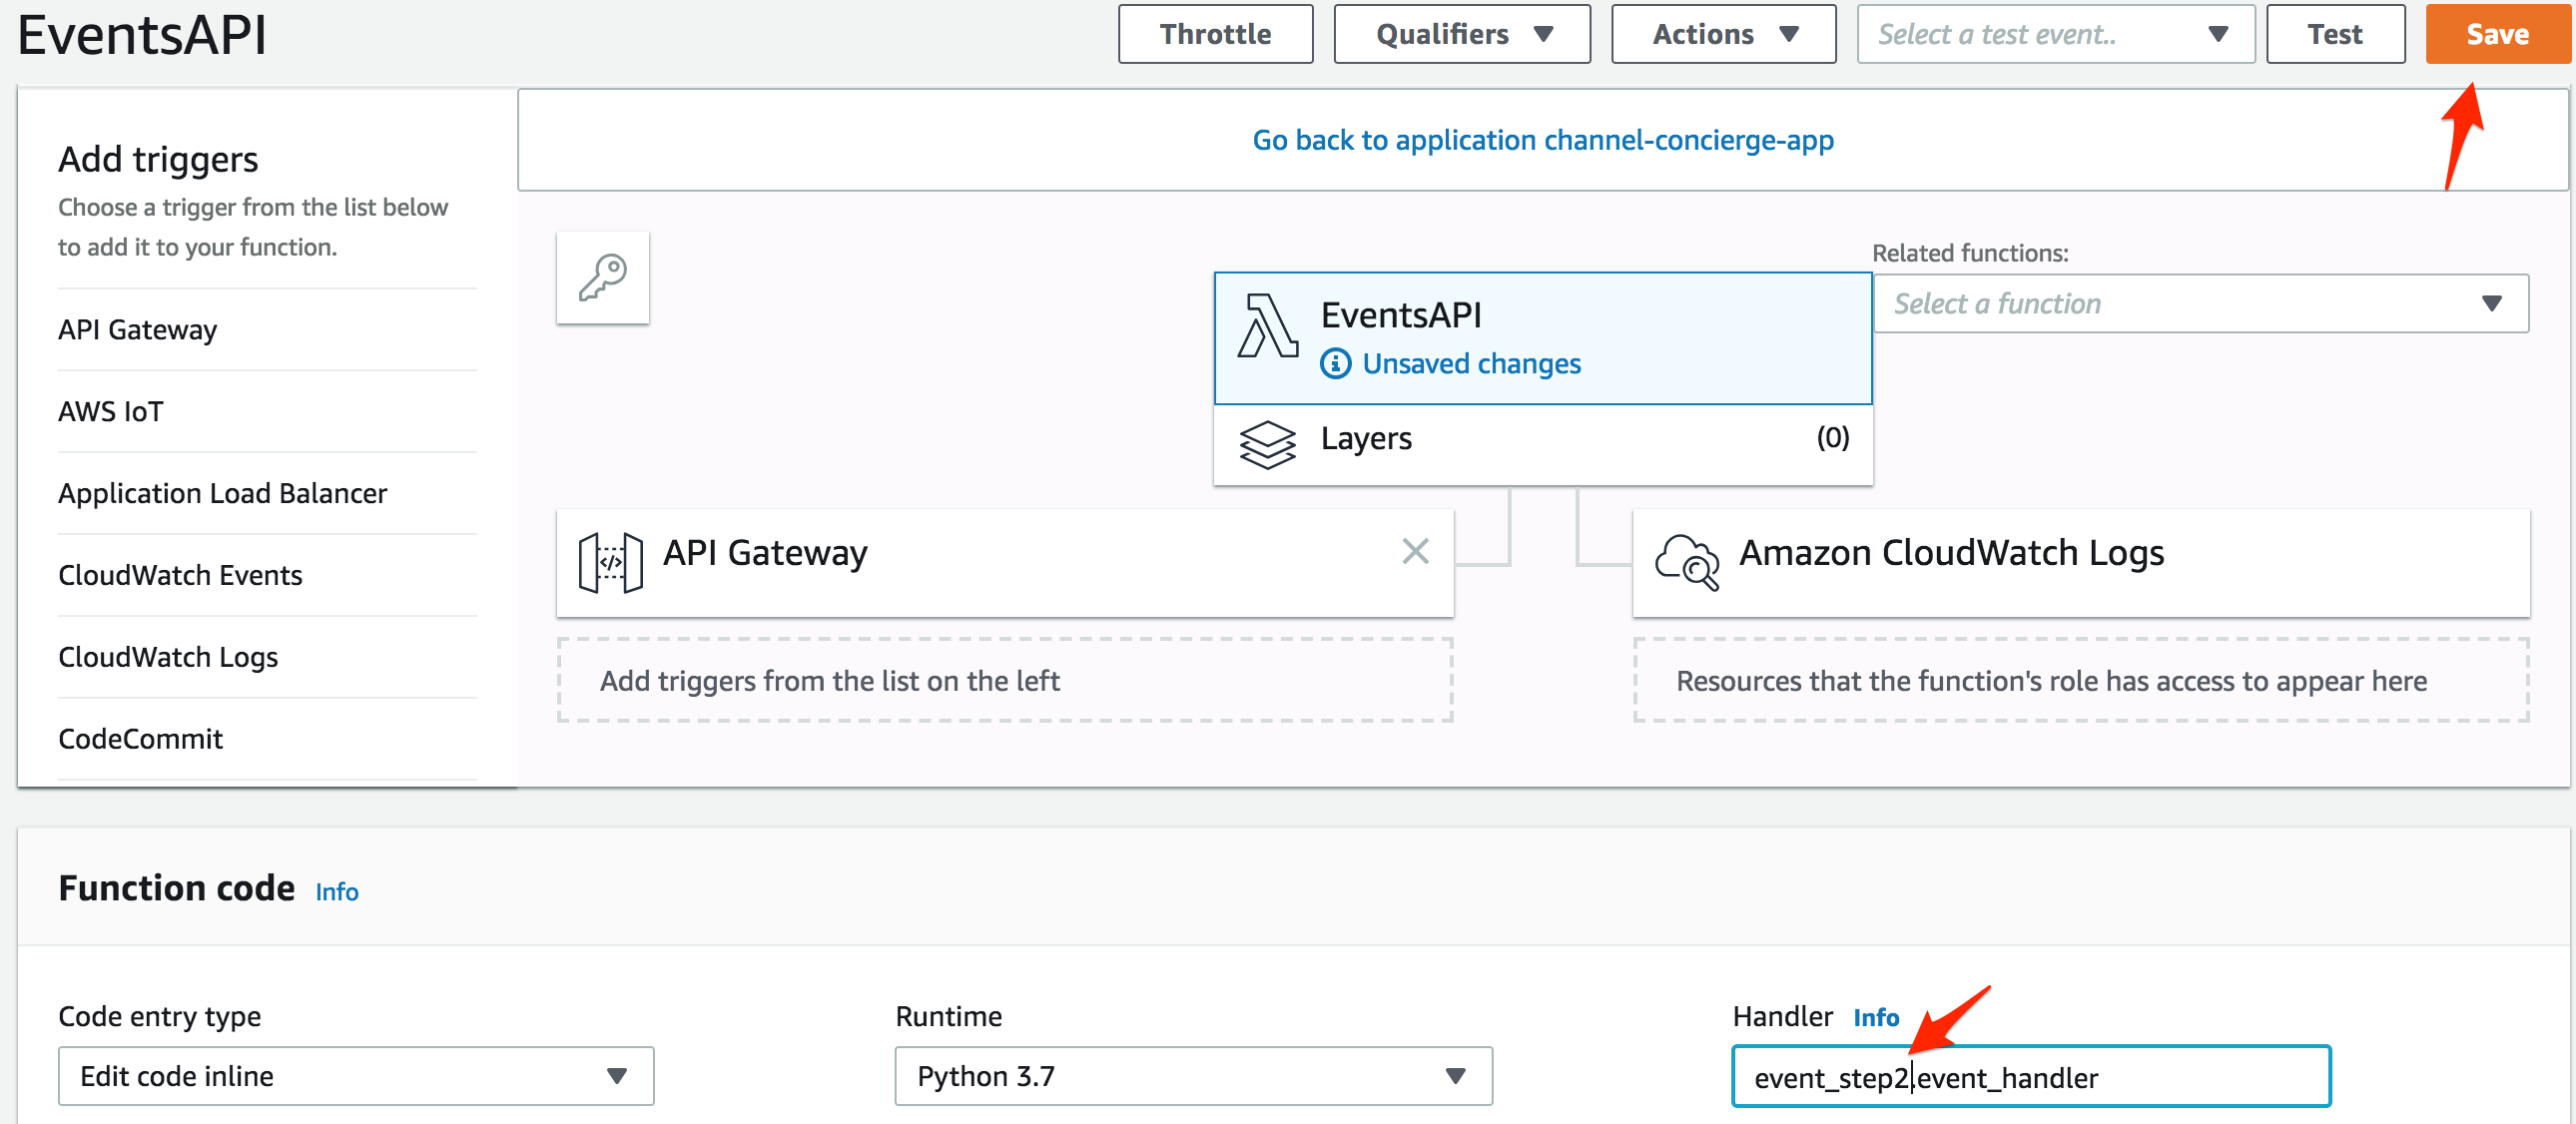 EventsAPI
Throttle
Qualifiers
Actions
Select a test event..
Test
Save
Add triggers
Choose a trigger from the list below
to add it to your function.
API Gateway
AWS IoT
Application Load Balancer
CloudWatch Events
CloudWatch Logs
CodeCommit
Go back to application channel-concierge-app
Related functions:
Select a function
EventsAPI
Unsaved changes
Layers (0)
API Gateway
Amazon CloudWatch Logs
Add triggers from the list on the left
Resources that the function's role has access to appear here
Function code Info
Code entry type
Edit code inline
Runtime
Python 3.7
Handler Info
event_step2.event_handler